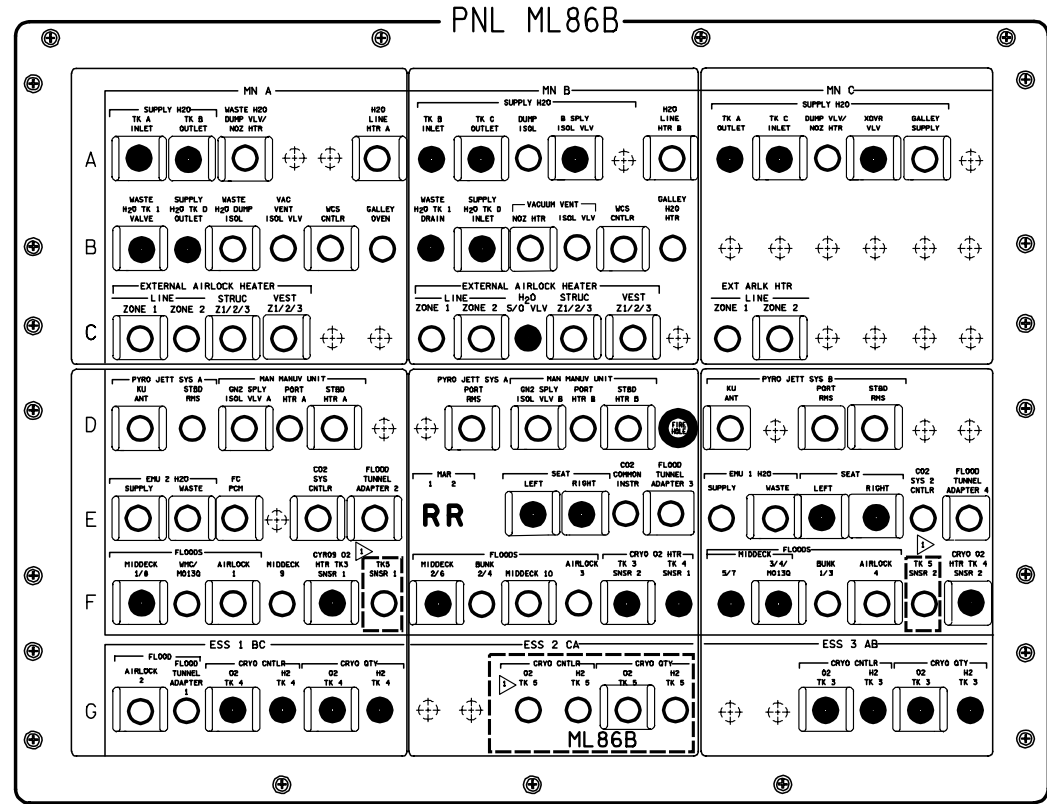 PNL ML86B
MN A
MN B
MN C
SUPPLY H2O
SUPPLY H2O
SUPPLY H2O
A
TK A
INLET
TK B
OUTLET
WASTE H2O
DUMP VLV/
NOZ HTR
H2O
LINE
HTR A
TK B
INLET
TK C
OUTLET
DUMP
ISOL
B SPLY
ISOL VLV
H2O
LINE
HTR B
TK A
OUTLET
TK C
INLET
DUMP VLV/
NOZ HTR
XOVR
VLV
GALLEY
SUPPLY
B
WASTE
H2O TK 1
VALVE
SUPPLY
H2O TK D
OUTLET
WASTE
H2O DUMP
ISOL
VAC
VENT
ISOL VLV
WCS
CNTLR
GALLEY
OVEN
WASTE
H2O TK 1
DRAIN
SUPPLY
H2O TK D
INLET
VACUUM VENT
NOZ HTR
ISOL VLV
WCS
CNTLR
GALLEY
H2O
HTR
C
EXTERNAL AIRLOCK HEATER
LINE
ZONE 1
ZONE 2
STRUC
Z1/2/3
VEST
Z1/2/3
EXTERNAL AIRLOCK HEATER
LINE
ZONE 1
ZONE 2
H2O
S/O VLV
STRUC
Z1/2/3
VEST
Z1/2/3
EXT ARLK HTR
LINE
ZONE 1
ZONE 2
D
PYRO JETT SYS A
KU
ANT
STBD
RMS
MAN MANUV UNIT
GN2 SPLY
ISOL VLV A
PORT
HTR A
STBD
HTR A
PYRO JETT SYS A
PORT
RMS
MAN MANUV UNIT
GN2 SPLY
ISOL VLV B
PORT
HTR B
STBD
HTR B
FIRE
HOLE
PYRO JETT SYS B
KU
ANT
PORT
RMS
STBD
RMS
E
EMU 2 H2O
SUPPLY
WASTE
FC
PCM
CO2
SYS
CNTLR
FLOOD
TUNNEL
ADAPTER 2
MAR
1 2
R R
SEAT
LEFT
RIGHT
CO2
COMMON
INSTR
FLOOD
TUNNEL
ADAPTER 3
EMU 1 H2O
SUPPLY
WASTE
SEAT
LEFT
RIGHT
CO2
SYS 2
CNTLR
FLOOD
TUNNEL
ADAPTER 4
F
FLOODS
MIDDECK
1/8
WMC/
MO13Q
AIRLOCK
1
MIDDECK
9
CYRO9 O2
HTR TK3
SNSR 1
1
TK5
SNSR 1
FLOODS
MIDDECK
2/6
BUNK
2/4
MIDDECK 10
AIRLOCK
3
CRYO O2 HTR
TK 3
SNSR 2
TK 4
SNSR 1
FLOODS
MIDDECK
5/7
3/4/
MO13Q
BUNK
1/3
AIRLOCK
4
1
TK 5
SNSR 2
CRYO O2
HTR TK 4
SNSR 2
ESS 1 BC
ESS 2 CA
ESS 3 AB
G
FLOOD
AIRLOCK
2
FLOOD
TUNNEL
ADAPTER
1
CRYO CNTLR
O2
TK 4
H2
TK 4
CRYO QTY
O2
TK 4
H2
TK 4
1
CRYO CNTLR
O2
TK 5
H2
TK 5
CRYO QTY
O2
TK 5
H2
TK 5
ML86B
CRYO CNTLR
O2
TK 3
H2
TK 3
CRYO QTY
O2
TK 3
H2
TK 3